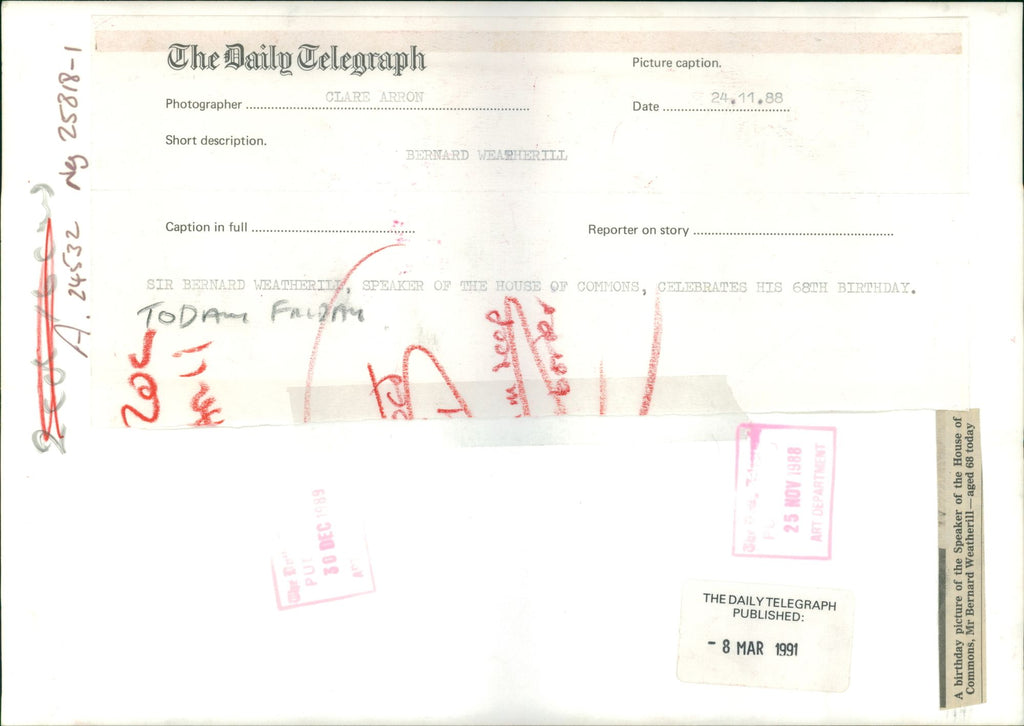 The Daily Telegraph
Picture caption.
Photographer CLARE ARRON
Date 24.11.88
Short description.
BERNARD WEATHERILL
Caption in full
Reporter on story
SIR BERNARD WEATHERILL, SPEAKER OF THE HOUSE OF COMMONS, CELEBRATES HIS 68TH BIRTHDAY.
TODAY FRIDAY
A. 24532 Neg 25818-1
25 NOV 1988
ART DEPARTMENT
30 DEC 1989
THE DAILY TELEGRAPH
PUBLISHED:
- 8 MAR 1991
A birthday picture of the Speaker of the House of
Commons, Mr Bernard Weatherill—aged 68 today